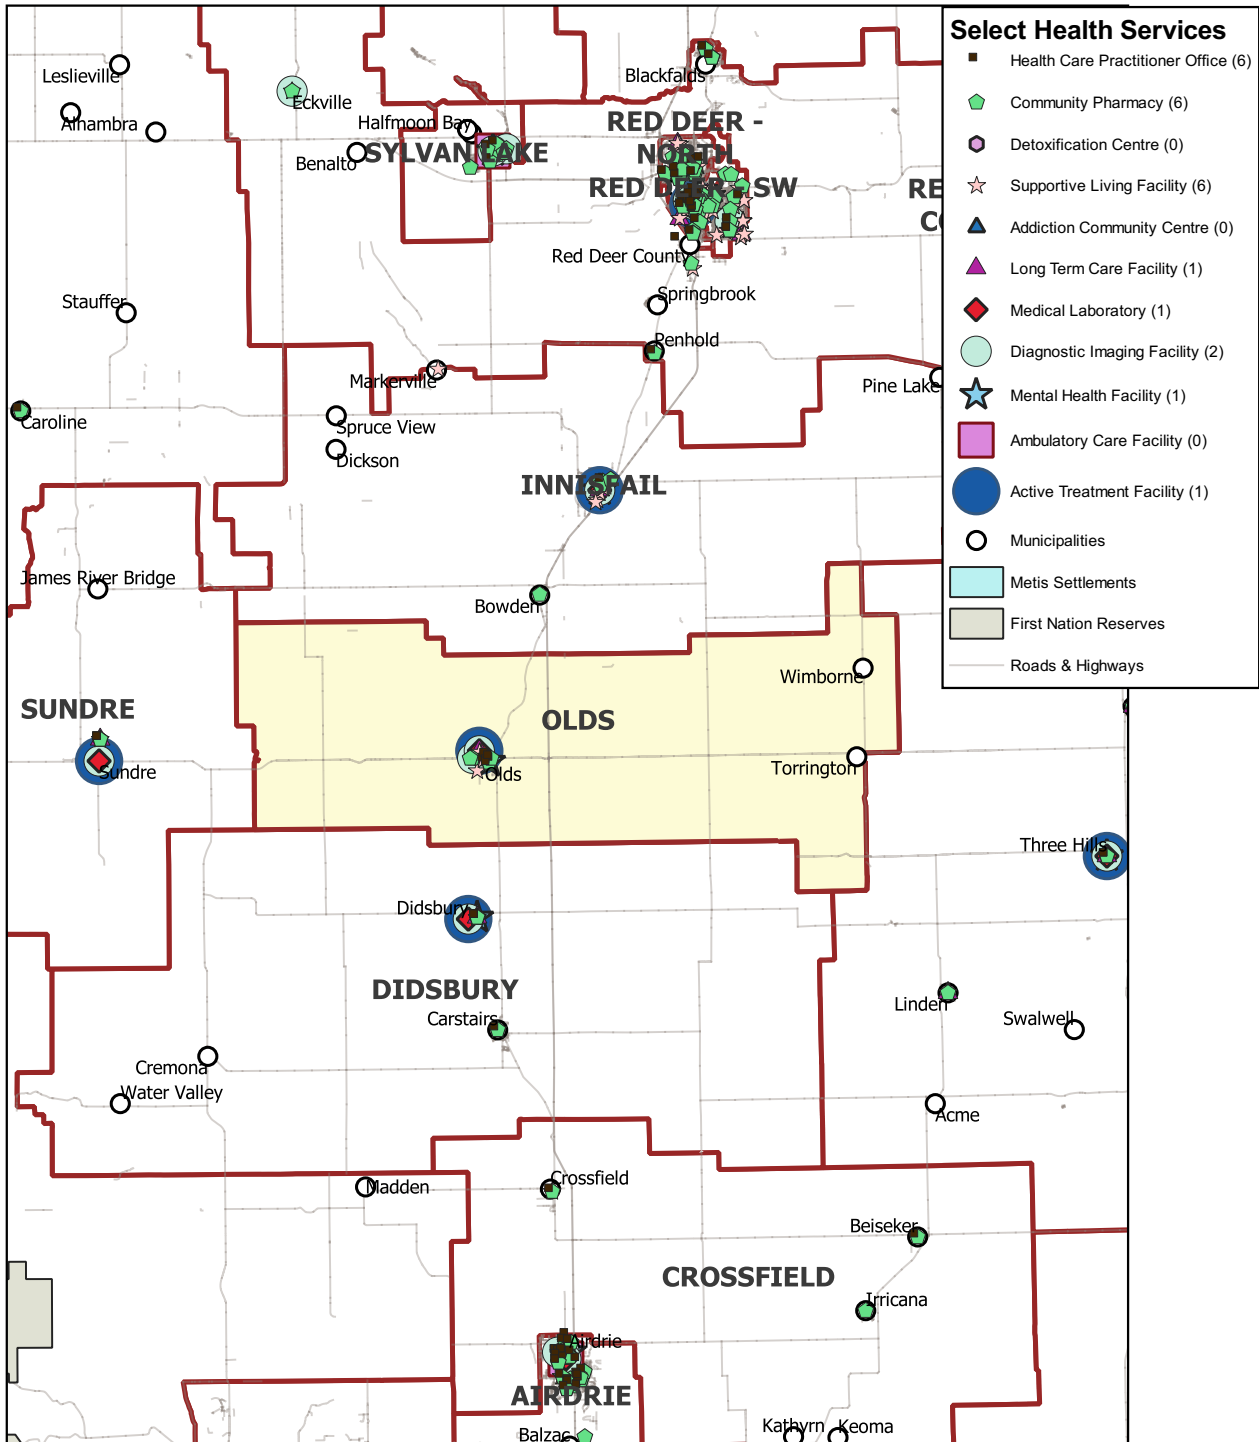 Select Health Services
Health Care Practitioner Office (6)
Community Pharmacy (6)
Detoxification Centre (0)
Supportive Living Facility (6)
Addiction Community Centre (0)
Long Term Care Facility (1)
Medical Laboratory (1)
Diagnostic Imaging Facility (2)
Mental Health Facility (1)
Ambulatory Care Facility (0)
Active Treatment Facility (1)
Municipalities
Metis Settlements
First Nation Reserves
Roads & Highways
Leslieville
Blackfalds
Eckville
Alhambra
Halfmoon Bay
RED DEER -
NORTH
Benalto
SYLVAN LAKE
RED DEER - SW
RE
CO
Red Deer County
Stauffer
Springbrook
Penhold
Markerville
Pine Lake
Caroline
Spruce View
Dickson
INNISFAIL
James River Bridge
Bowden
Wimborne
SUNDRE
OLDS
Sundre
Olds
Torrington
Three Hills
Didsbury
DIDSBURY
Linden
Carstairs
Swalwell
Cremona
Water Valley
Acme
Madden
Crossfield
Beiseker
CROSSFIELD
Irricana
Airdrie
AIRDRIE
Balzac
Kathyrn
Keoma